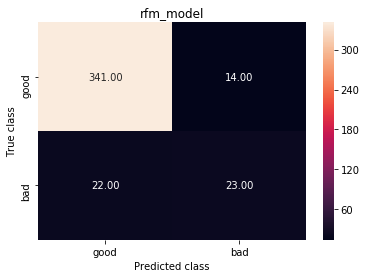 rfm_model
good
341.00
14.00
bad
22.00
23.00
True class
good
bad
Predicted class
300
240
180
120
60